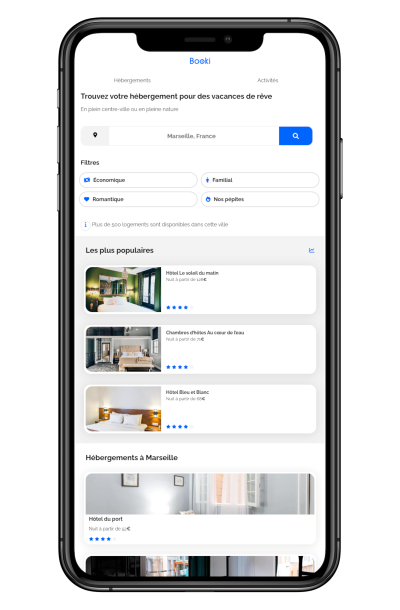 Booki
Hébergements Activités
Trouvez votre hébergement pour des vacances de rêve
En plein centre-ville ou en pleine nature
Marseille, France
Filtres
Économique Familial
Romantique Nos pépites
Plus de 500 logements sont disponibles dans cette ville
Les plus populaires
Hôtel Le soleil du matin
Nuit à partir de 128€
Chambres d'hôtes Au cœur de l'eau
Nuit à partir de 71€
Hôtel Bleu et Blanc
Nuit à partir de 68€
Hébergements à Marseille
Hôtel du port
Nuit à partir de 52€